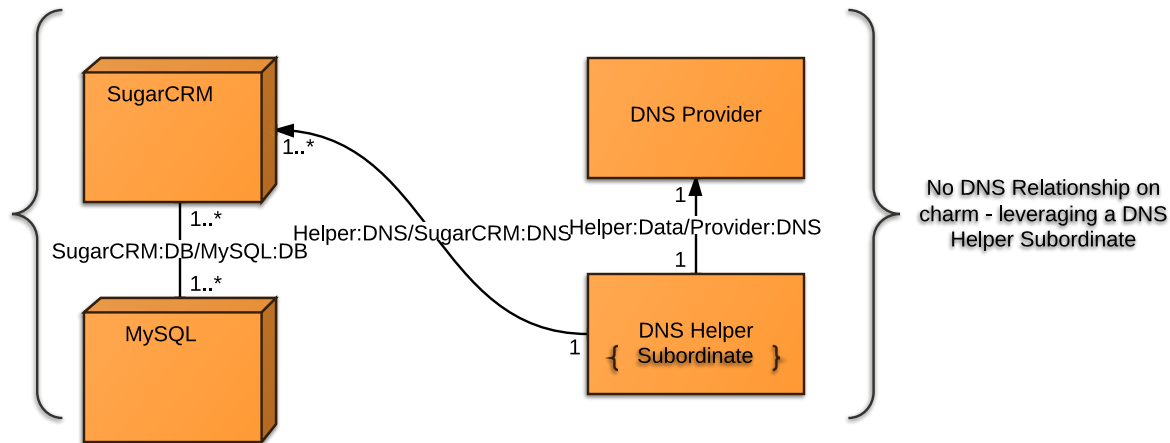 SugarCRM
DNS Provider
1..*
1
No DNS Relationship on
charm - leveraging a DNS
Helper Subordinate
1..*
Helper:DNS/SugarCRM:DNS
Helper:Data/Provider:DNS
SugarCRM:DB/MySQL:DB
1
1..*
MySQL
DNS Helper
{ Subordinate }
1